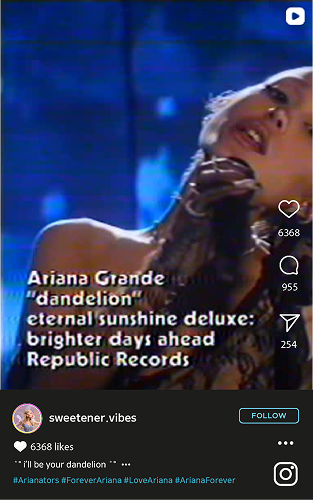 6368
955
254
Ariana Grande
"dandelion"
eternal sunshine deluxe:
brighter days ahead
Republic Records
sweetener.vibes
FOLLOW
6368 likes
`` i'll be your dandelion `` •••
#Arianators #ForeverAriana #LoveAriana #ArianaForever